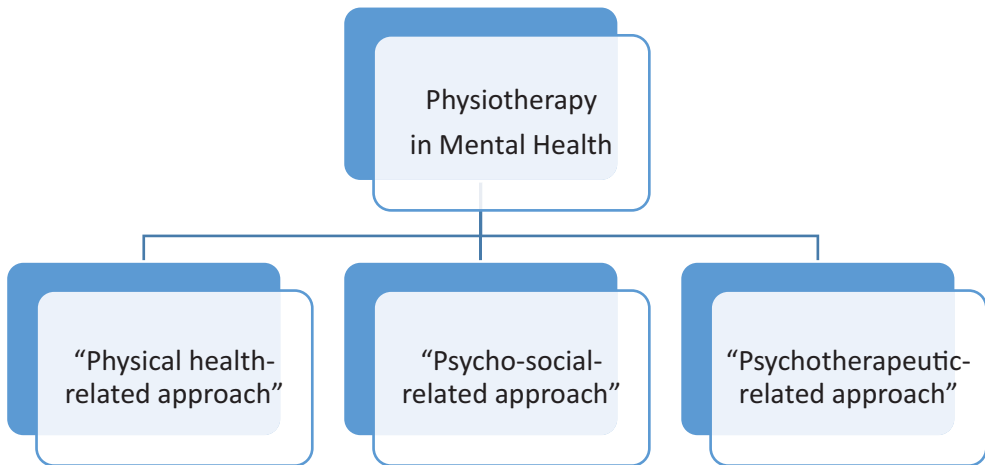 Physiotherapy
in Mental Health
“Physical health-
related approach”
“Psycho-social-
related approach”
“Psychotherapeutic-
related approach”